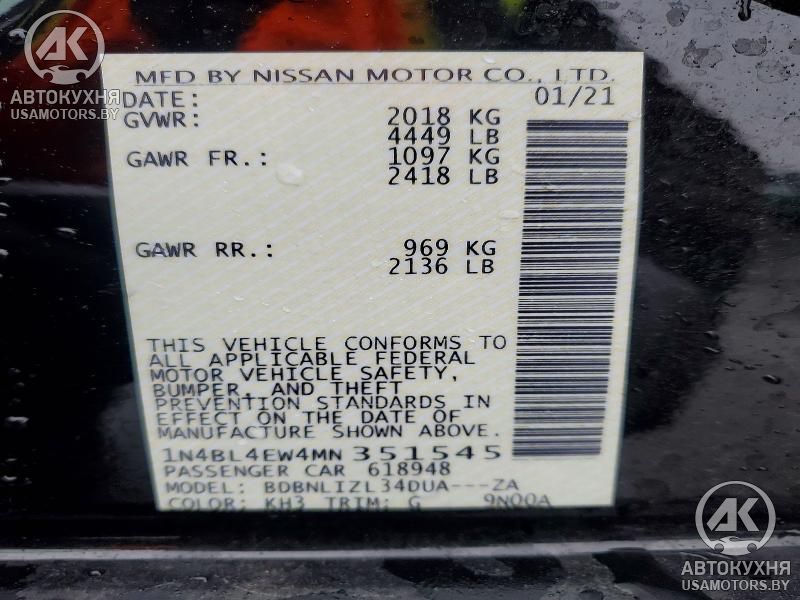 AK
АВТОКУХНЯ
USAMOTORS.BY
MFD BY NISSAN MOTOR CO., LTD.
DATE: 01/21
GVWR: 2018 KG
4449 LB
GAWR FR.: 1097 KG
2418 LB
GAWR RR.: 969 KG
2136 LB
THIS VEHICLE CONFORMS TO
ALL APPLICABLE FEDERAL
MOTOR VEHICLE SAFETY,
BUMPER, AND THEFT
PREVENTION STANDARDS IN
EFFECT ON THE DATE OF
MANUFACTURE SHOWN ABOVE.
1N4BL4EW4MN351545
PASSENGER CAR 618948
MODEL: BDBNLIZL34DUA---ZA
COLOR: KH3 TRIM: G 9N00A
AK
АВТОКУХНЯ
USAMOTORS.BY